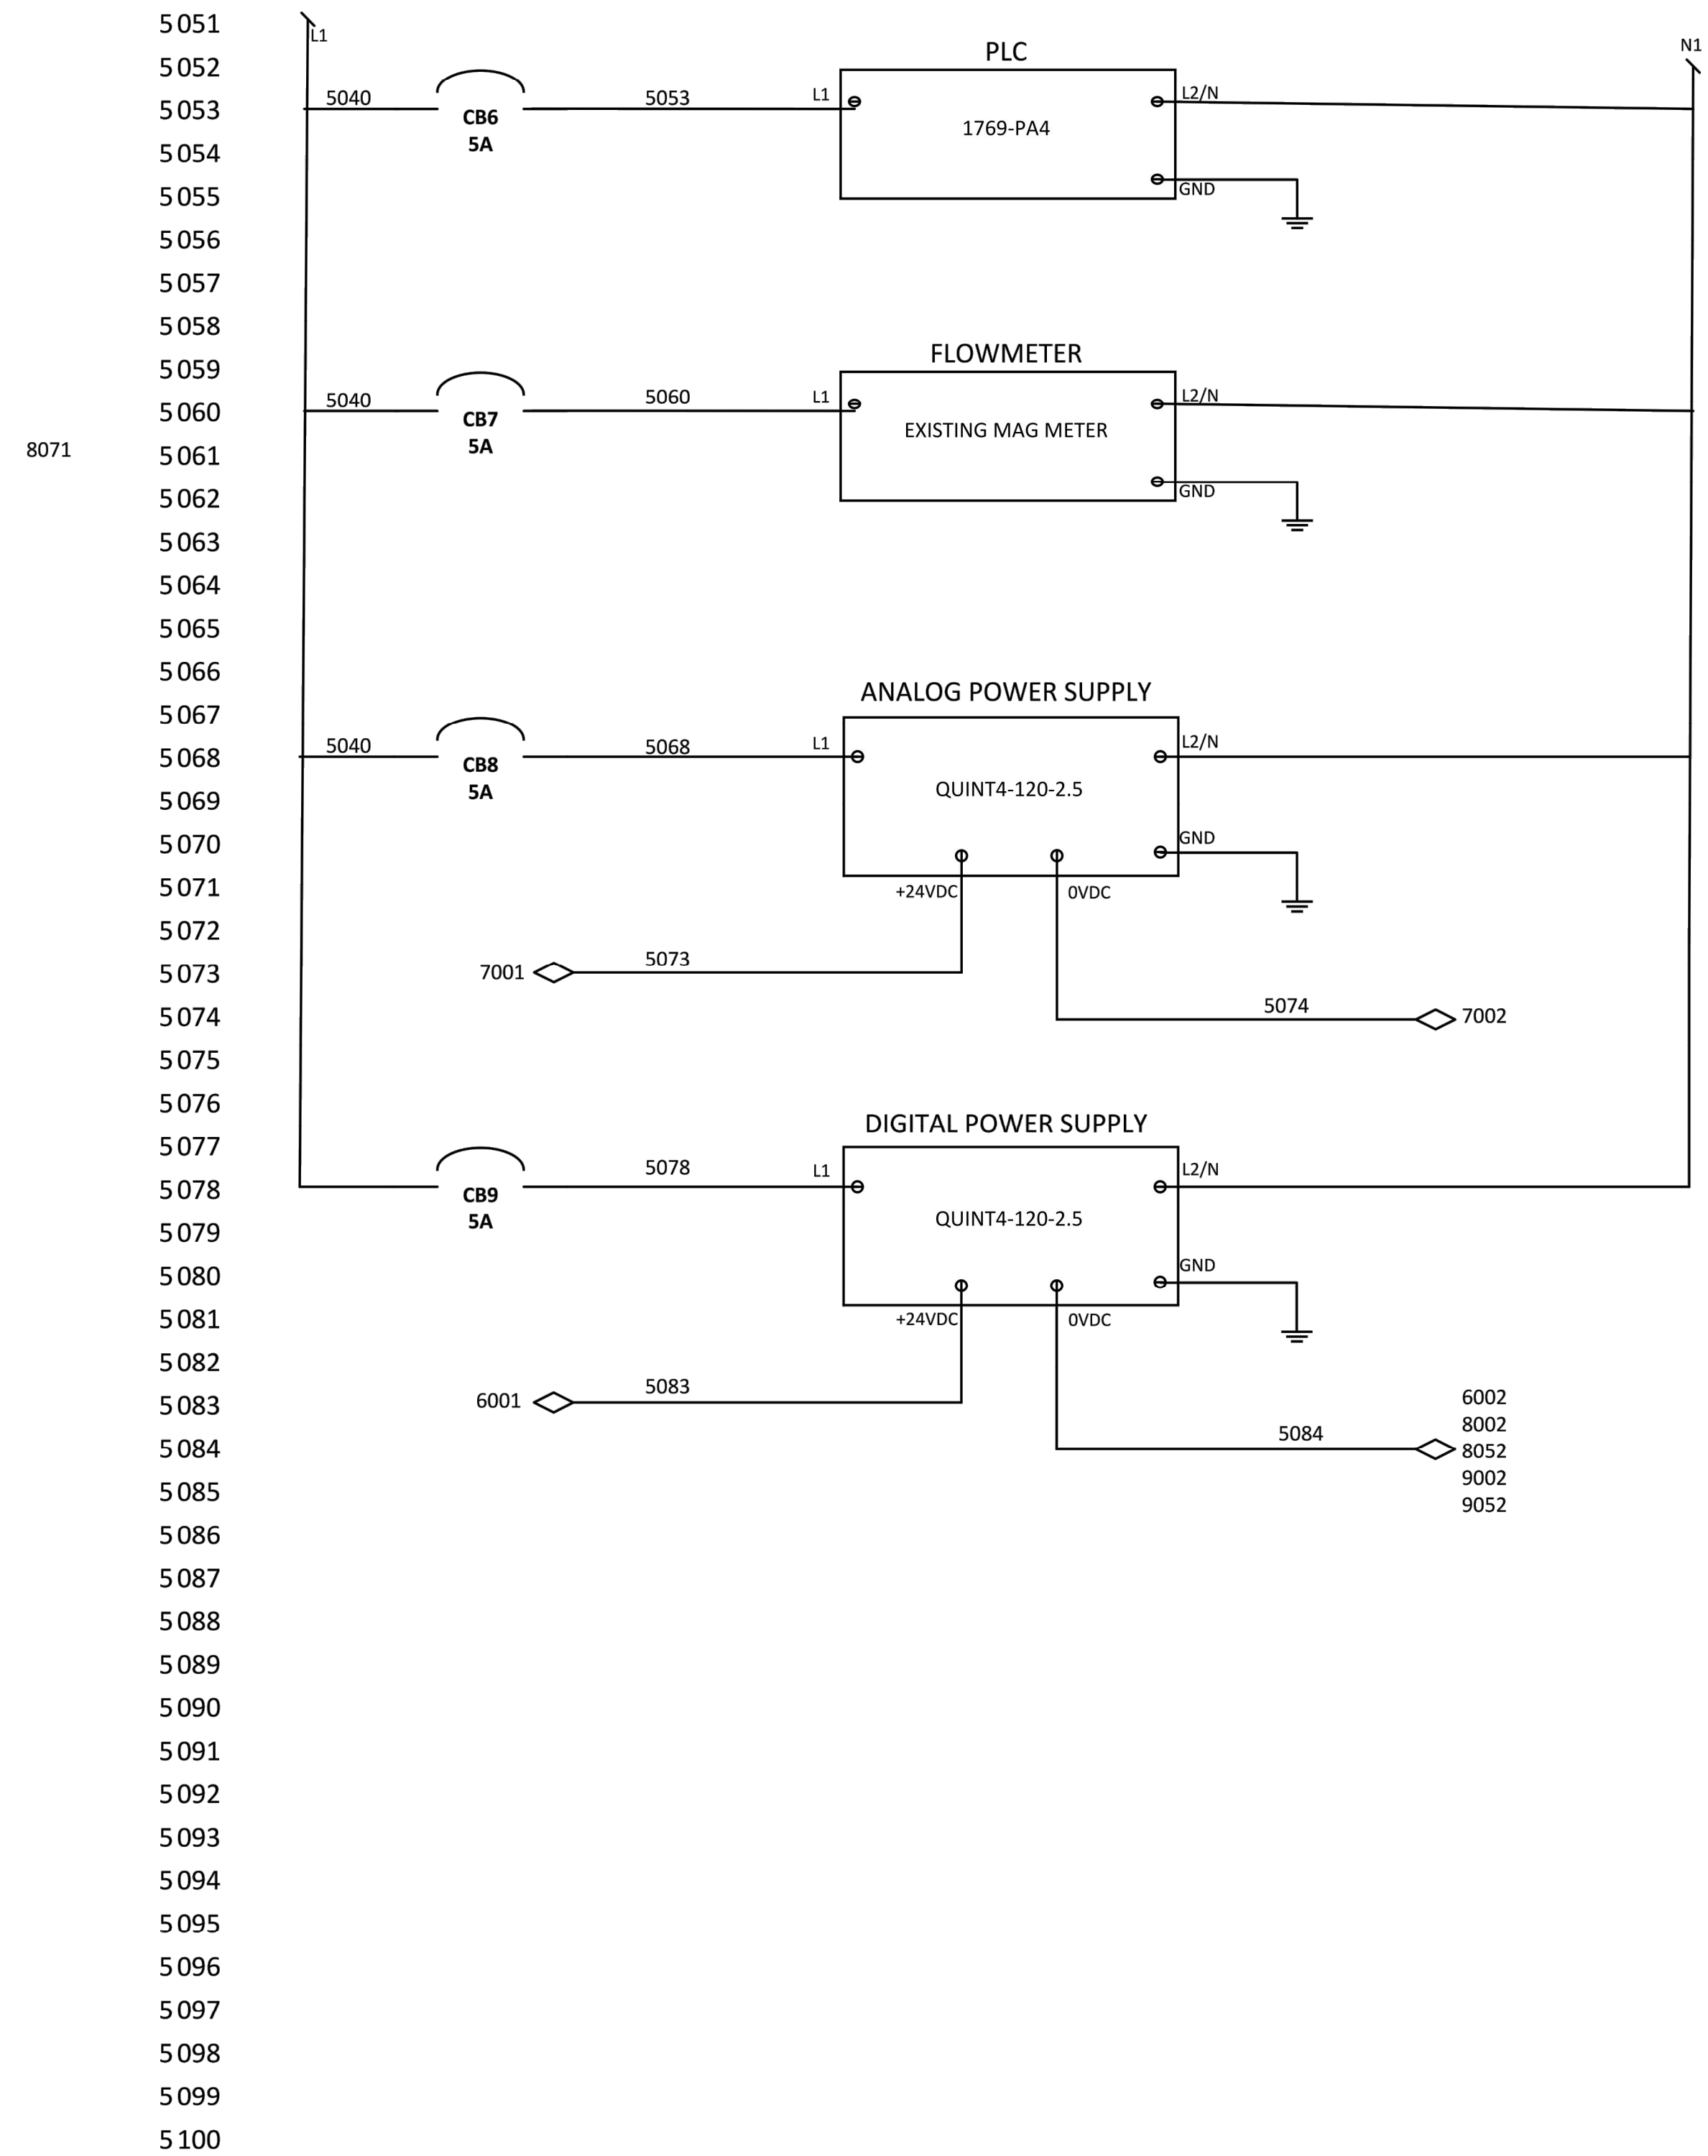 5051
L1
N1
PLC
5052
5040
5053
L1
L2/N
5053
CB6
1769-PA4
5A
5054
5055
GND
5056
5057
5058
5059
FLOWMETER
5040
5060
L1
L2/N
5060
CB7
EXISTING MAG METER
5A
8071
5061
5062
GND
5063
5064
5065
5066
ANALOG POWER SUPPLY
5067
5040
5068
L1
L2/N
5068
CB8
5A
QUINT4-120-2.5
5069
5070
GND
5071
+24VDC
0VDC
5072
5073
5073
7001
5074
5074
7002
5075
5076
DIGITAL POWER SUPPLY
5077
5078
L1
L2/N
5078
CB9
5A
QUINT4-120-2.5
5079
5080
GND
5081
+24VDC
0VDC
5082
5083
6001
5083
6002
8002
5084
5084
8052
9002
5085
9052
5086
5087
5088
5089
5090
5091
5092
5093
5094
5095
5096
5097
5098
5099
5100